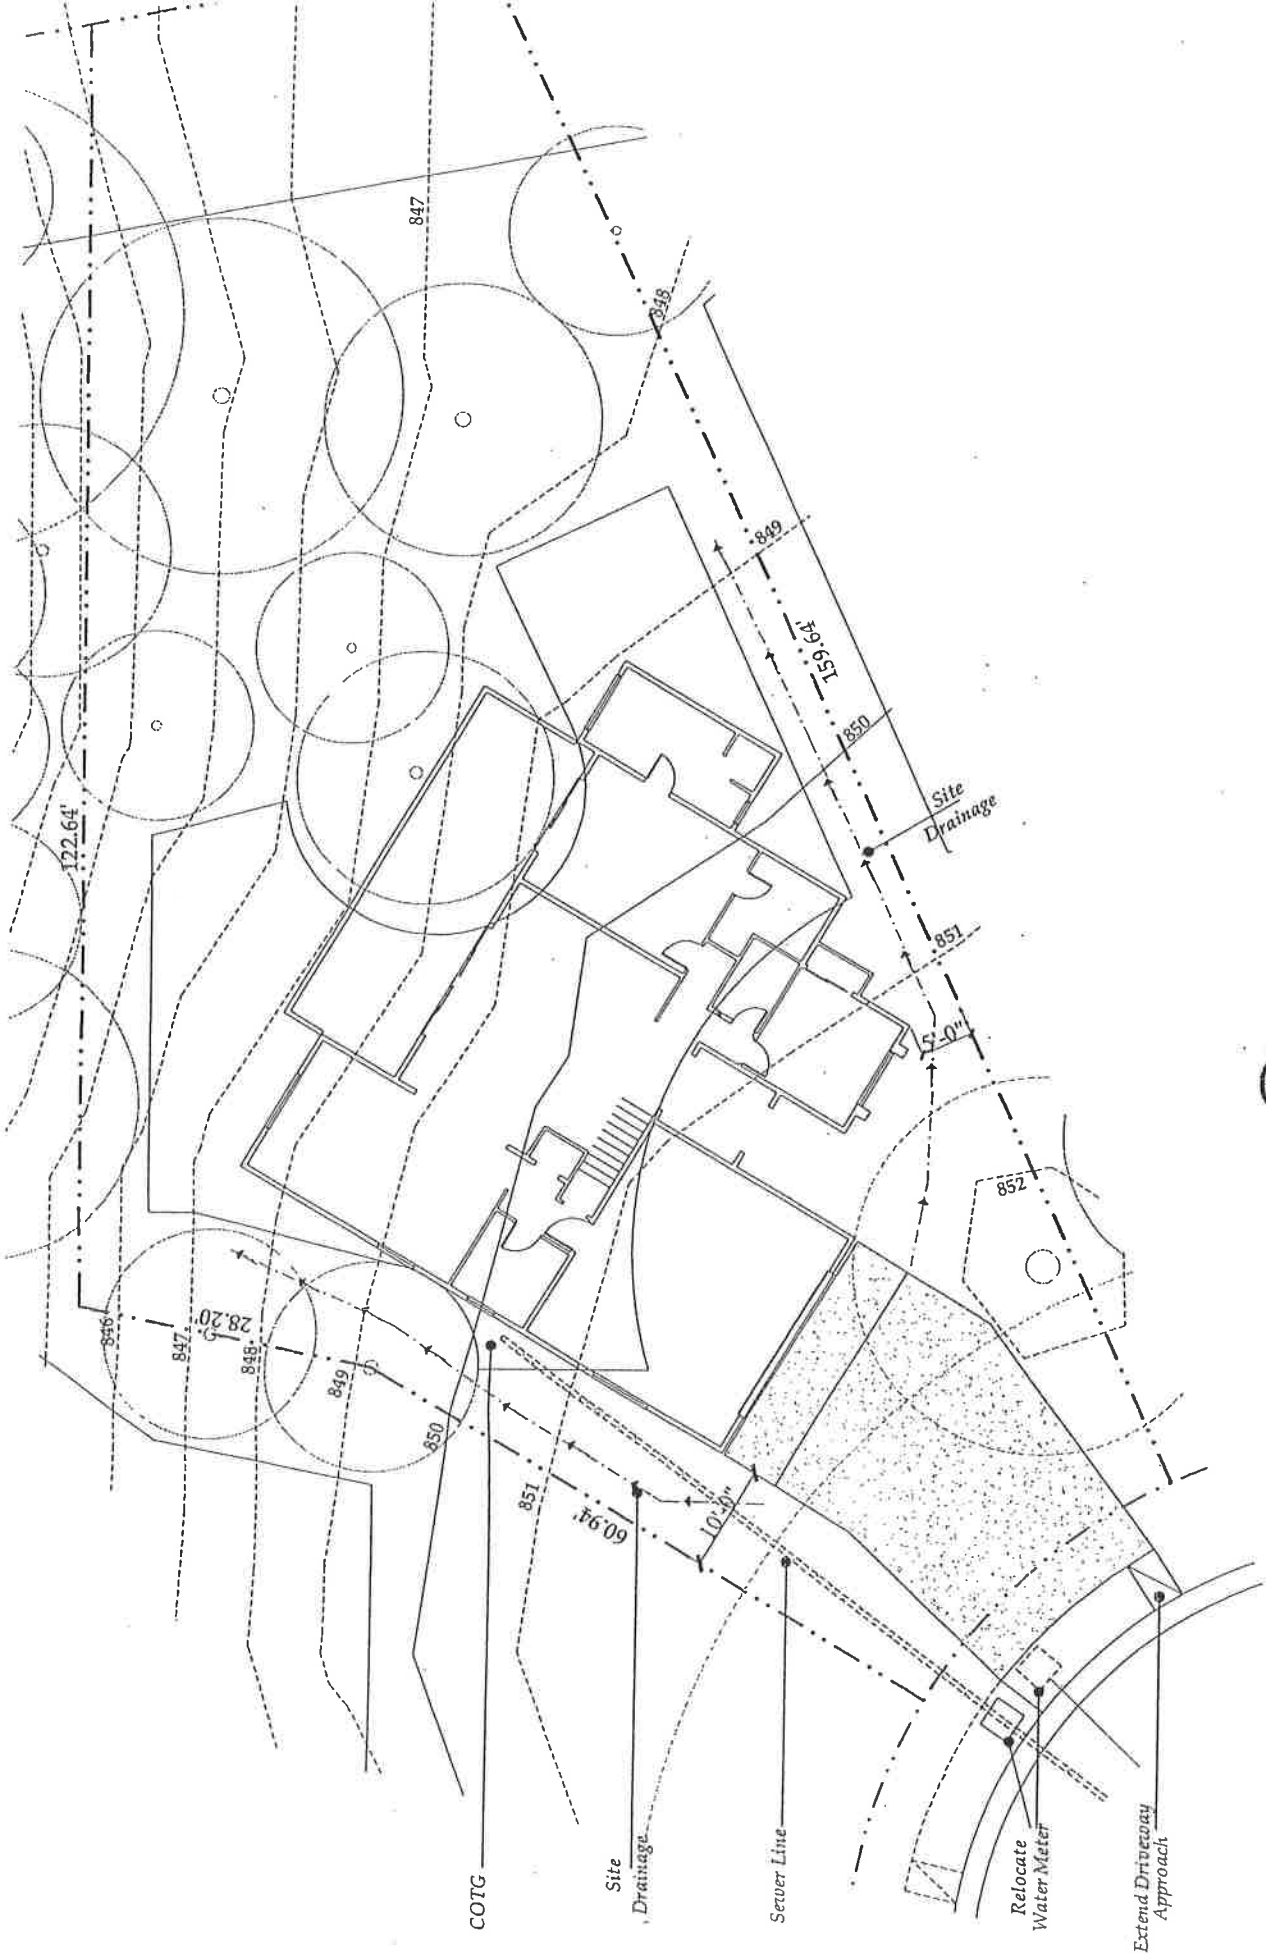 847
848
849
159.64'
850
Site
Drainage
851
5'-0"
852
122.64'
846
28.20'
847
848
849
850
851
60.94'
10'-0"
COTG
Site
Drainage
Sewer Line
Relocate
Water Meter
Extend Driveway
Approach